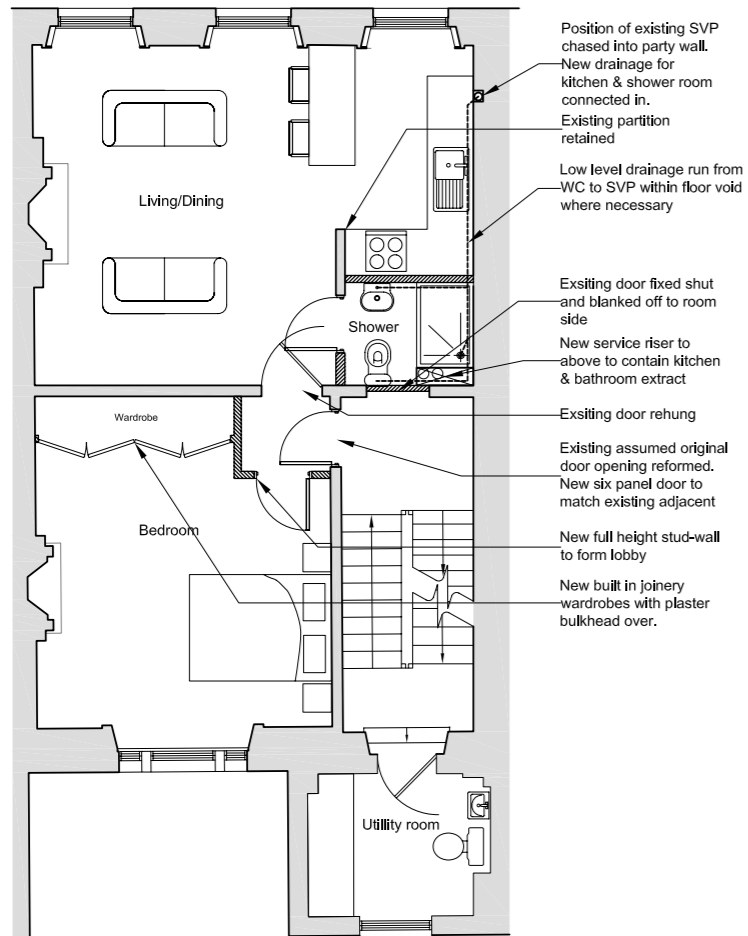 Position of existing SVP
chased into party wall.
New drainage for
kitchen & shower room
connected in.
Existing partition
retained
Low level drainage run from
WC to SVP within floor void
where necessary
Exsiting door fixed shut
and blanked off to room
side
New service riser to
above to contain kitchen
& bathroom extract
Exsiting door rehung
Existing assumed original
door opening reformed.
New six panel door to
match existing adjacent
New full height stud-wall
to form lobby
New built in joinery
wardrobes with plaster
bulkhead over.
Living/Dining
Shower
Wardrobe
Bedroom
Utillity room